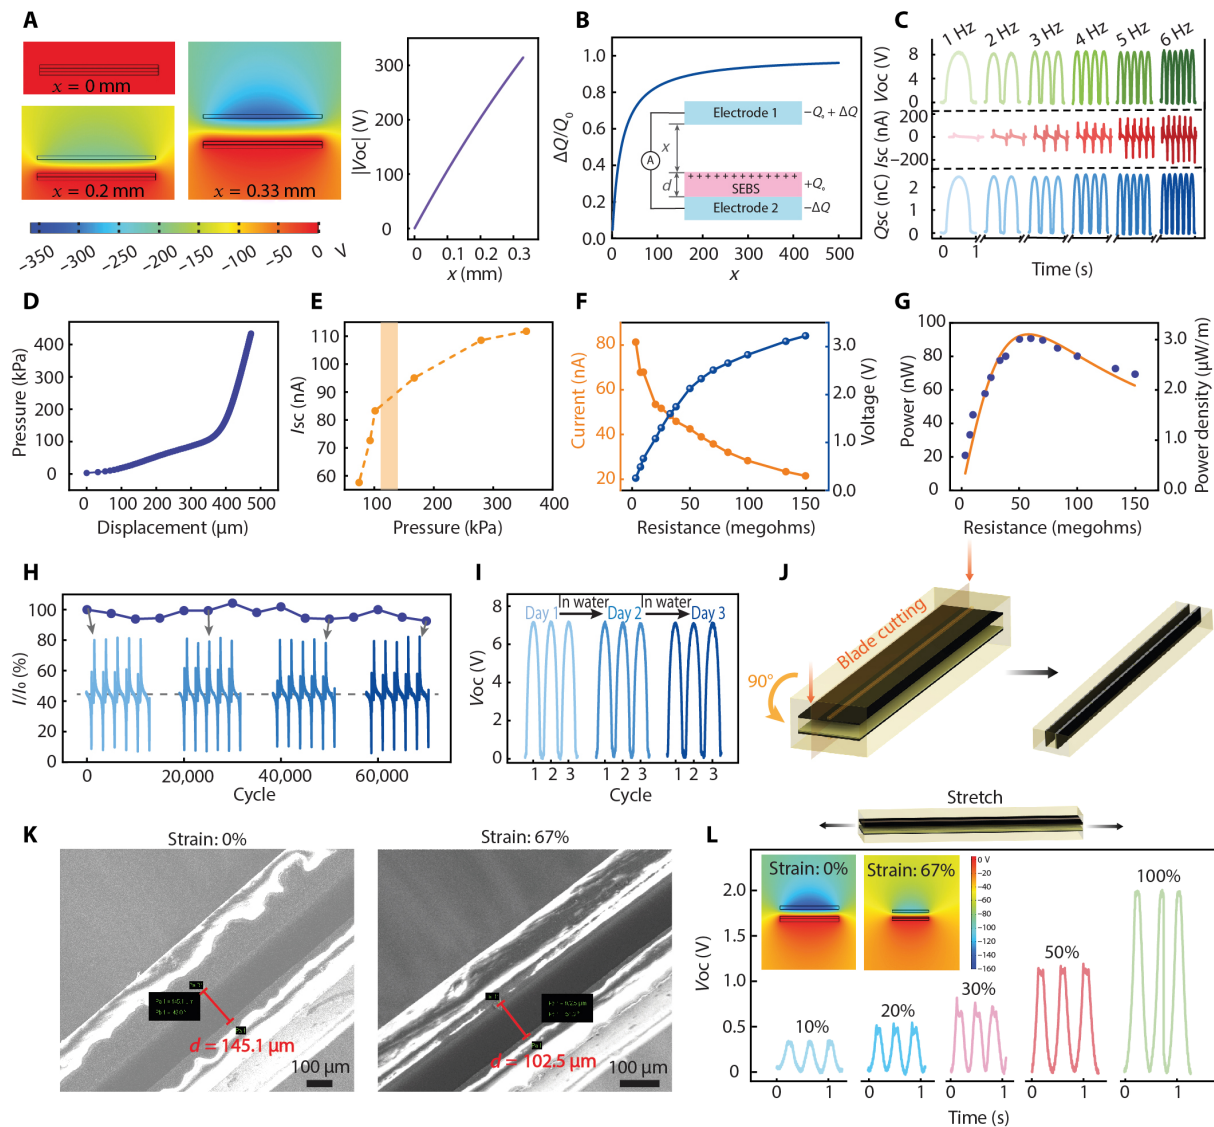 A
x = 0 mm
x = 0.2 mm
x = 0.33mm
−350
−300
−250
−200
−150
−100
−50
0
V
|Voc| (V)
300
200
100
0
0.0
0.1
0.2
0.3
x (mm)
B
ΔQ/Q₀
1.0
0.8
0.6
0.4
0.2
0.0
0
100
200
300
400
500
x
Electrode 1
−Qₒ + ΔQ
A
x
d
+ + + + + + + + + + + + +
SEBS
+Qₒ
Electrode 2
−ΔQ
C
1 Hz
2 Hz
3 Hz
4 Hz
5 Hz
6 Hz
Voc (V)
8
4
0
Isc (nA)
200
0
−200
Qsc (nC)
2
1
0
0
1
Time (s)
D
Pressure (kPa)
400
300
200
100
0
0
100
200
300
400
500
Displacement (μm)
E
Isc (nA)
110
100
90
80
70
60
100
200
300
400
Pressure (kPa)
F
Current (nA)
80
60
40
20
Voltage (V)
3.0
2.0
1.0
0.0
0
50
100
150
Resistance (megohms)
G
Power (nW)
100
80
60
40
20
0
Power density (μW/m)
3.0
2.0
1.0
0.0
0
50
100
150
Resistance (megohms)
H
I/I₀ (%)
100
80
60
40
20
0
0
20,000
40,000
60,000
Cycle
I
Voc (V)
8
6
4
2
0
In water
In water
Day 1
Day 2
Day 3
1 2 3
1 2 3
1 2 3
Cycle
J
Blade cutting
90°
Stretch
K
Strain: 0%
d = 145.1 μm
100 μm
Strain: 67%
d = 102.5 μm
100 μm
L
Voc (V)
2.0
1.5
1.0
0.5
0
Strain: 0%
Strain: 67%
0 V
−20
−40
−60
−80
−100
−120
−140
−160
10%
20%
30%
50%
100%
0 1
0 1
0 1
0 1
0 1
Time (s)